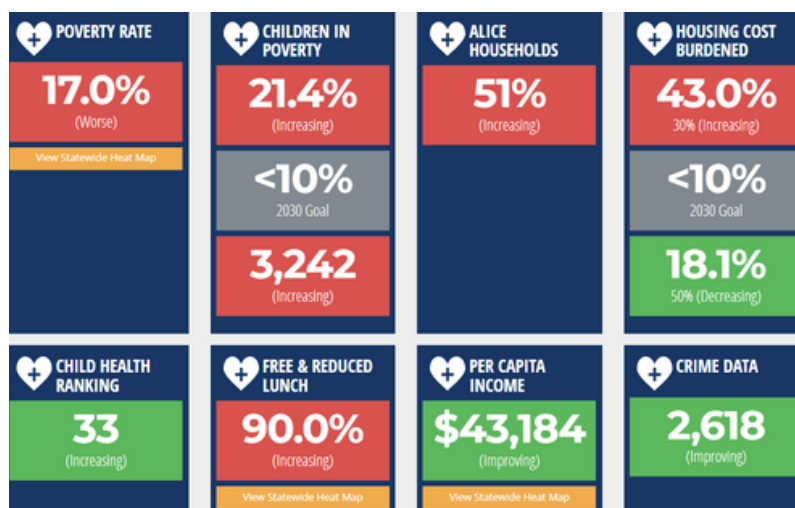 POVERTY RATE
17.0%
(Worse)
View Statewide Heat Map
CHILDREN IN
POVERTY
21.4%
(Increasing)
<10%
2030 Goal
3,242
(Increasing)
ALICE
HOUSEHOLDS
51%
(Increasing)
HOUSING COST
BURDENED
43.0%
30% (Increasing)
<10%
2030 Goal
18.1%
50% (Decreasing)
CHILD HEALTH
RANKING
33
(Increasing)
FREE & REDUCED
LUNCH
90.0%
(Increasing)
View Statewide Heat Map
PER CAPITA
INCOME
$43,184
(Improving)
View Statewide Heat Map
CRIME DATA
2,618
(Improving)